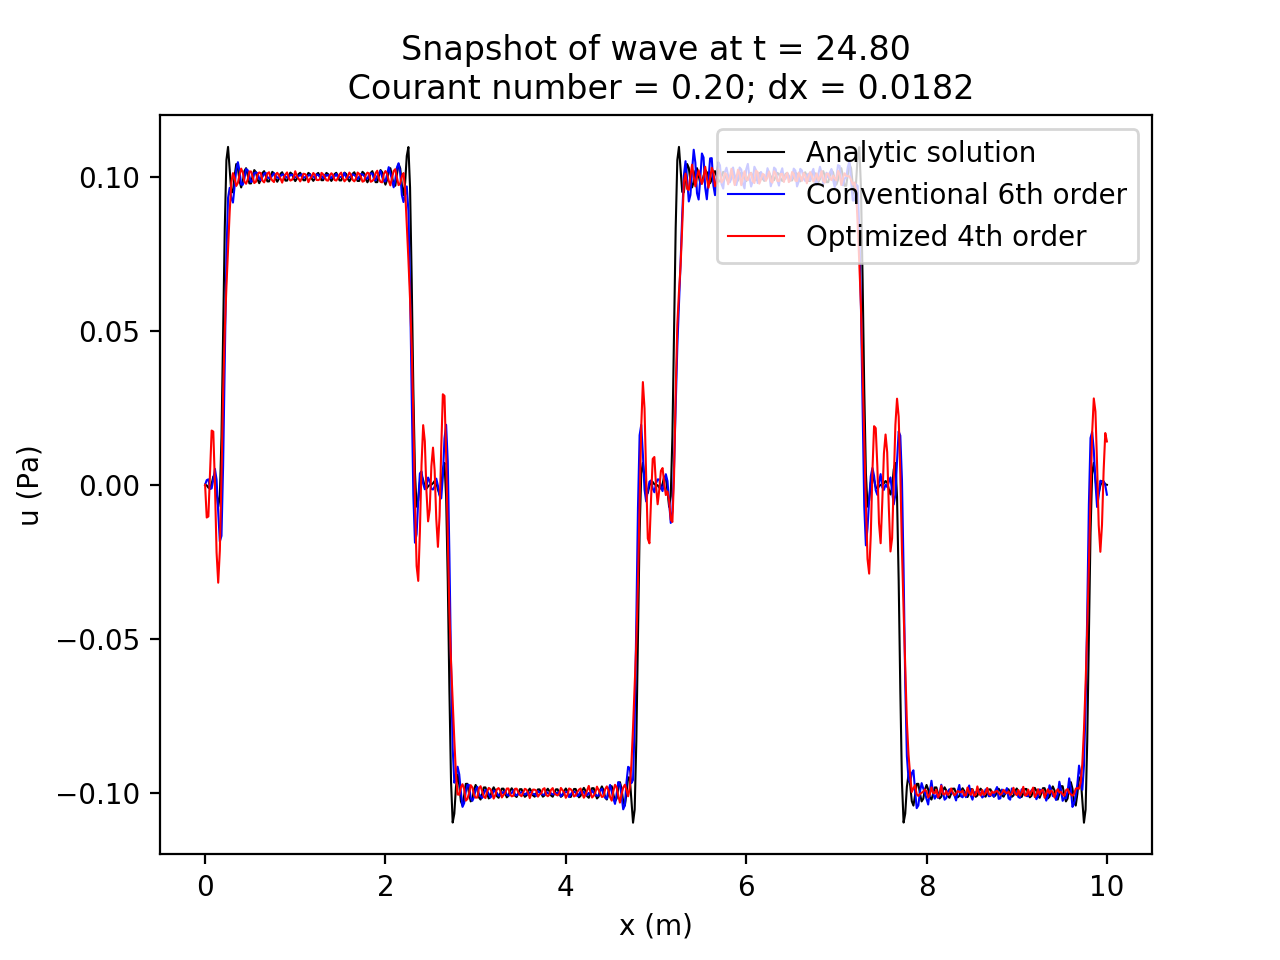 Snapshot of wave at t = 24.80
Courant number = 0.20; dx = 0.0182
Analytic solution
Conventional 6th order
Optimized 4th order
0.10
0.05
0.00
−0.05
−0.10
u (Pa)
0 2 4 6 8 10
x (m)